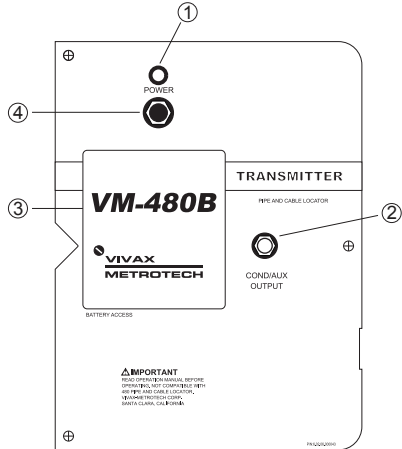 ①
POWER
④
TRANSMITTER
③
VM-480B
PIPE AND CABLE LOCATOR
②
VIVAX
METROTECH
COND/AUX
OUTPUT
BATTERY ACCESS
⚠IMPORTANT
READ OPERATION MANUAL BEFORE
OPERATING, NOT COMPATIBLE WITH
480 PIPE AND CABLE LOCATOR,
VIVAX-METROTECH CORP.
SANTA CLARA, CALIFORNIA